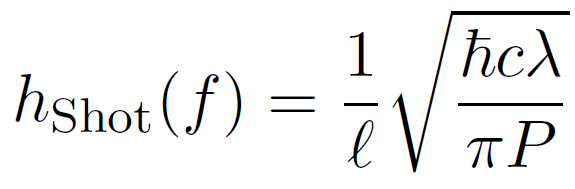 h_Shot(f) = 1/ℓ √(ħcλ/πP)